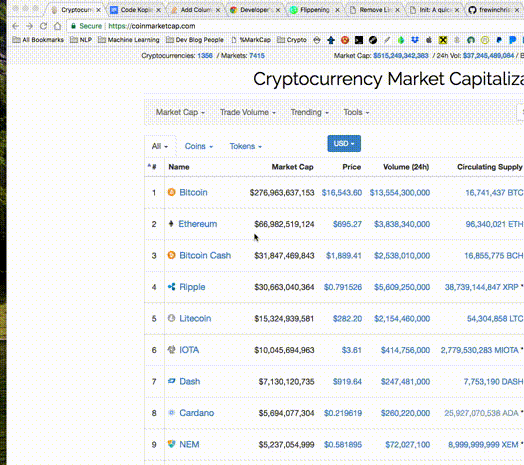 Cryptocurr Code Kopi Add Colum Developer Flippening Remove Li Init: A quic frewinchris
Secure https://coinmarketcap.com
All Bookmarks NLP Machine Learning Dev Blog People %MarkCap Crypto
Cryptocurrencies: 1366 / Markets: 7415 Market Cap: $515,249,342,363 / 24h Vol: $37,245,489,064 / B
Cryptocurrency Market Capitaliza
Market Cap Trade Volume Trending Tools
All Coins Tokens USD
# Name Market Cap Price Volume (24h) Circulating Supply
1 Bitcoin $276,963,637,153 $16,543.60 $13,554,300,000 16,741,437 BTC
2 Ethereum $66,982,519,124 $695.27 $3,838,340,000 96,340,021 ETH
3 Bitcoin Cash $31,847,469,843 $1,889.41 $2,538,010,000 16,855,775 BCH
4 Ripple $30,663,040,364 $0.791526 $5,609,250,000 38,739,144,847 XRP *
5 Litecoin $15,324,939,581 $282.20 $2,154,460,000 54,304,858 LTC
6 IOTA $10,045,694,963 $3.61 $414,756,000 2,779,530,283 MIOTA *
7 Dash $7,130,120,735 $919.64 $247,481,000 7,753,190 DASH
8 Cardano $5,694,077,304 $0.219619 $260,220,000 25,927,070,538 ADA *
9 NEM $5,237,054,999 $0.581895 $72,027,100 8,999,999,999 XEM *